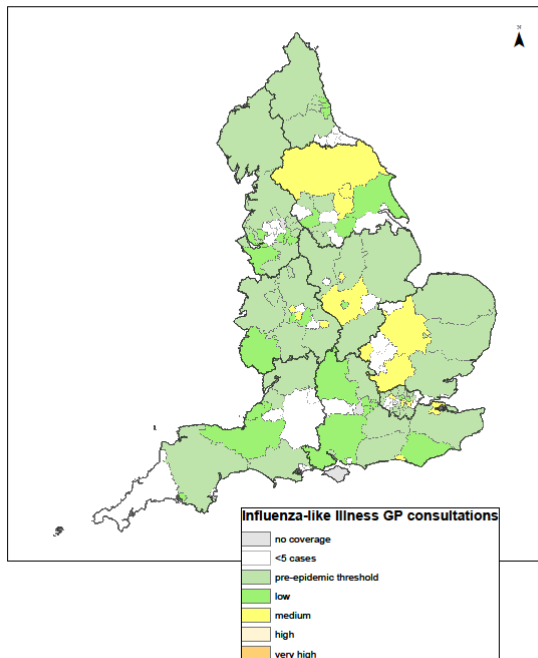 N
Influenza-like Illness GP consultations
no coverage
<5 cases
pre-epidemic threshold
low
medium
high
very high